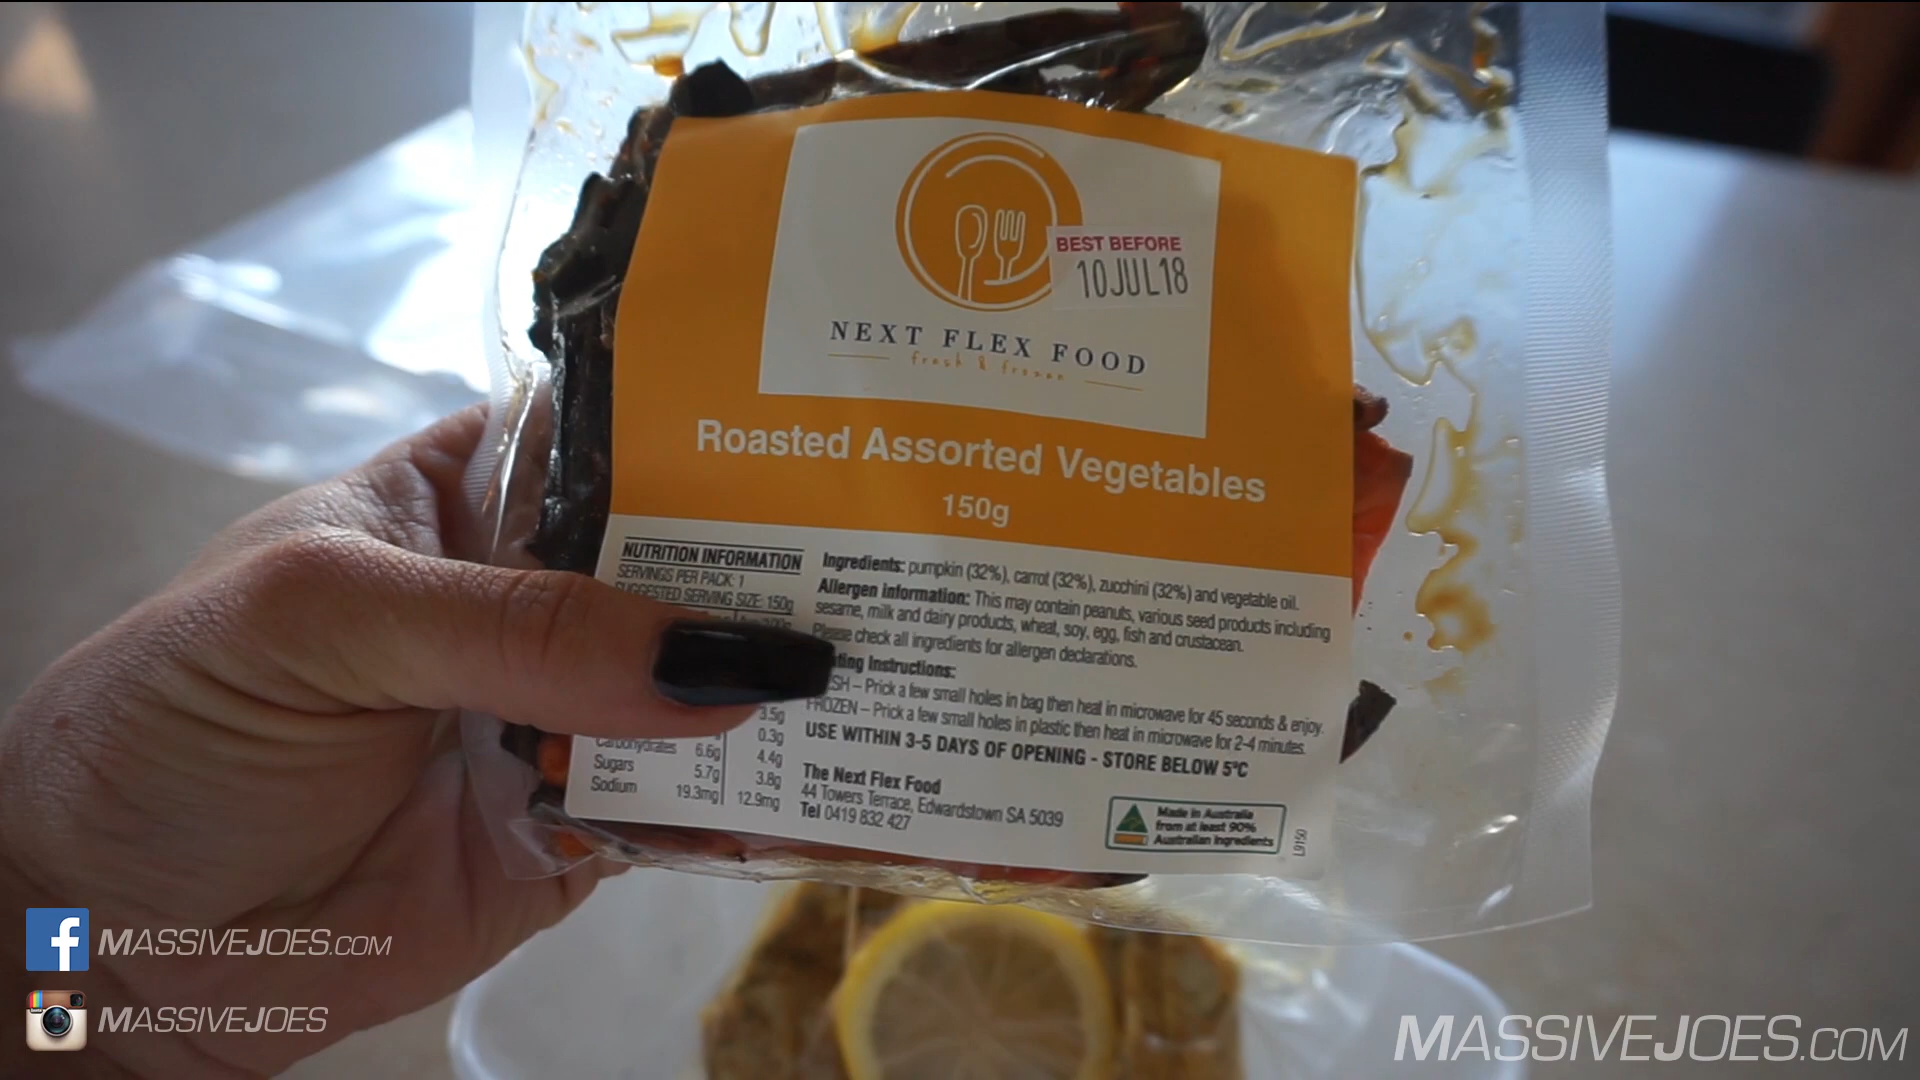 BEST BEFORE
10 JUL 18
NEXT FLEX FOOD
fresh & frozen
Roasted Assorted Vegetables
150g
NUTRITION INFORMATION
SERVINGS PER PACK: 1
SUGGESTED SERVING SIZE: 150g
100g
3.5g
0.3g
Carbohydrates 6.6g 4.4g
Sugars 5.7g 3.8g
Sodium 19.3mg 12.9mg
Ingredients: pumpkin (32%), carrot (32%), zucchini (32%) and vegetable oil.
Allergen information: This may contain peanuts, various seed products including
sesame, milk and dairy products, wheat, soy, egg, fish and crustacean.
Please check all ingredients for allergen declarations.
ting Instructions:
SH – Prick a few small holes in bag then heat in microwave for 45 seconds & enjoy.
FROZEN – Prick a few small holes in plastic then heat in microwave for 2-4 minutes.
USE WITHIN 3-5 DAYS OF OPENING - STORE BELOW 5°C
The Next Flex Food
44 Towers Terrace, Edwardstown SA 5039
Tel 0419 832 427
Made in Australia
from at least 90%
Australian ingredients
L9150
f MASSIVEJOES.COM
MASSIVEJOES
MASSIVEJOES.COM